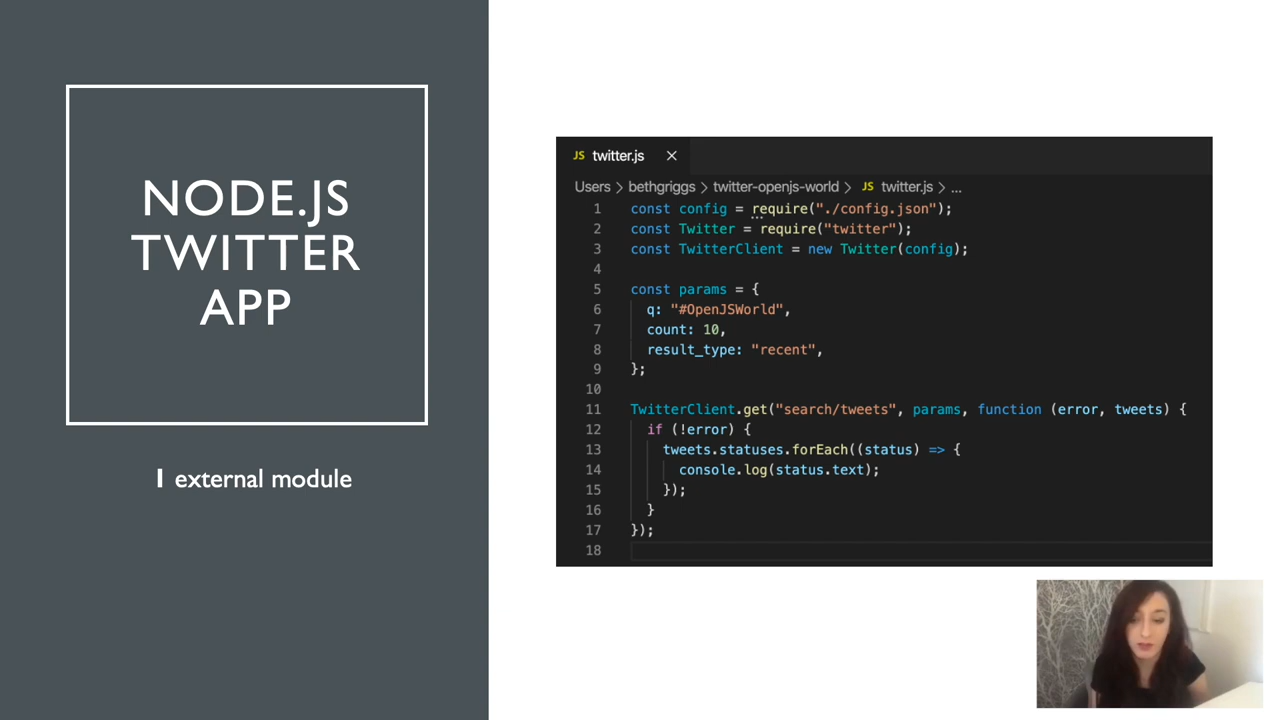 NODE.JS
TWITTER
APP
1 external module
JS twitter.js ×
Users > bethgriggs > twitter-openjs-world > JS twitter.js > ...
1 const config = require("./config.json");
2 const Twitter = require("twitter");
3 const TwitterClient = new Twitter(config);
4
5 const params = {
6   q: "#OpenJSWorld",
7   count: 10,
8   result_type: "recent",
9 };
10
11 TwitterClient.get("search/tweets", params, function (error, tweets) {
12   if (!error) {
13     tweets.statuses.forEach((status) => {
14       console.log(status.text);
15     });
16   }
17 });
18